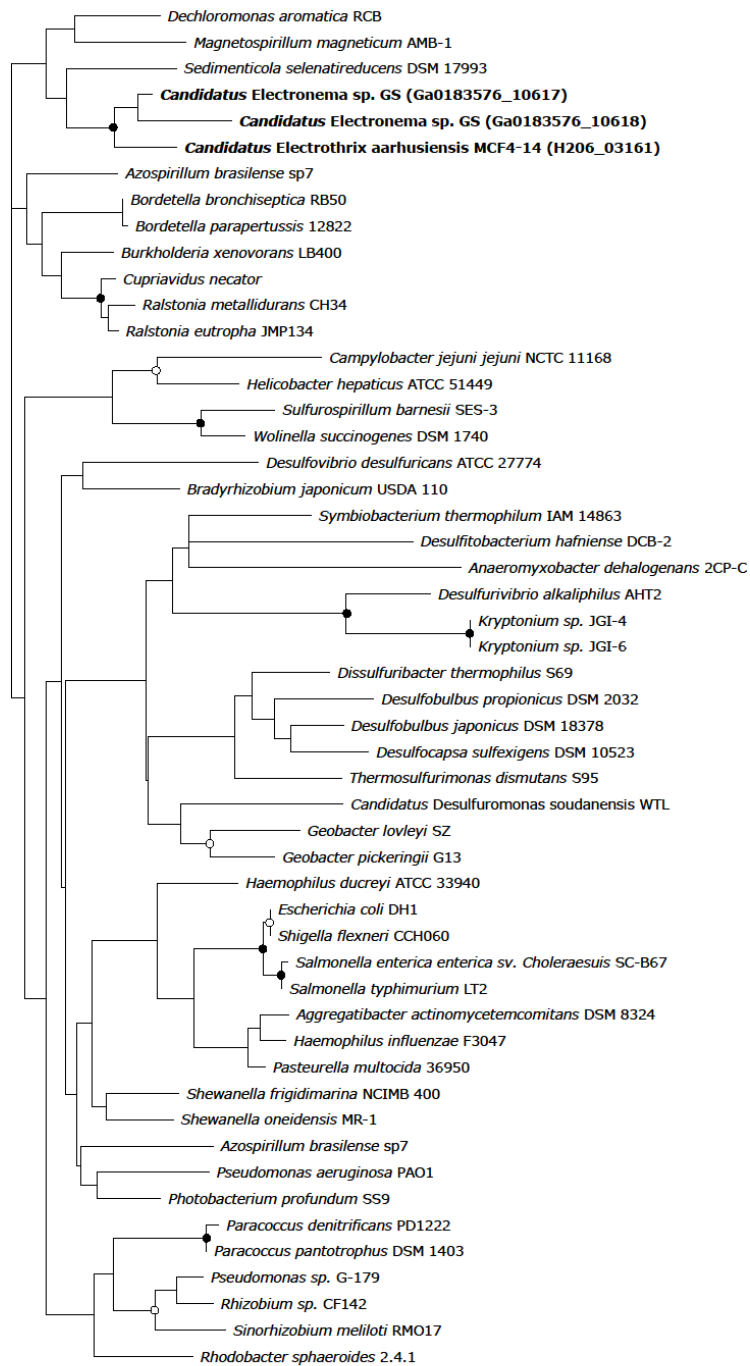 Dechloromonas aromatica RCB
Magnetospirillum magneticum AMB-1
Sedimenticola selenatireducens DSM 17993
Candidatus Electronema sp. GS (Ga0183576_10617)
Candidatus Electronema sp. GS (Ga0183576_10618)
Candidatus Electrothrix aarhusiensis MCF4-14 (H206_03161)
Azospirillum brasilense sp7
Bordetella bronchiseptica RB50
Bordetella parapertussis 12822
Burkholderia xenovorans LB400
Cupriavidus necator
Ralstonia metallidurans CH34
Ralstonia eutropha JMP134
Campylobacter jejuni jejuni NCTC 11168
Helicobacter hepaticus ATCC 51449
Sulfurospirillum barnesii SES-3
Wolinella succinogenes DSM 1740
Desulfovibrio desulfuricans ATCC 27774
Bradyrhizobium japonicum USDA 110
Symbiobacterium thermophilum IAM 14863
Desulfitobacterium hafniense DCB-2
Anaeromyxobacter dehalogenans 2CP-C
Desulfurivibrio alkaliphilus AHT2
Kryptonium sp. JGI-4
Kryptonium sp. JGI-6
Dissulfuribacter thermophilus S69
Desulfobulbus propionicus DSM 2032
Desulfobulbus japonicus DSM 18378
Desulfocapsa sulfexigens DSM 10523
Thermosulfurimonas dismutans S95
Candidatus Desulfuromonas soudanensis WTL
Geobacter lovleyi SZ
Geobacter pickeringii G13
Haemophilus ducreyi ATCC 33940
Escherichia coli DH1
Shigella flexneri CCH060
Salmonella enterica enterica sv. Choleraesuis SC-B67
Salmonella typhimurium LT2
Aggregatibacter actinomycetemcomitans DSM 8324
Haemophilus influenzae F3047
Pasteurella multocida 36950
Shewanella frigidimarina NCIMB 400
Shewanella oneidensis MR-1
Azospirillum brasilense sp7
Pseudomonas aeruginosa PAO1
Photobacterium profundum SS9
Paracoccus denitrificans PD1222
Paracoccus pantotrophus DSM 1403
Pseudomonas sp. G-179
Rhizobium sp. CF142
Sinorhizobium meliloti RMO17
Rhodobacter sphaeroides 2.4.1